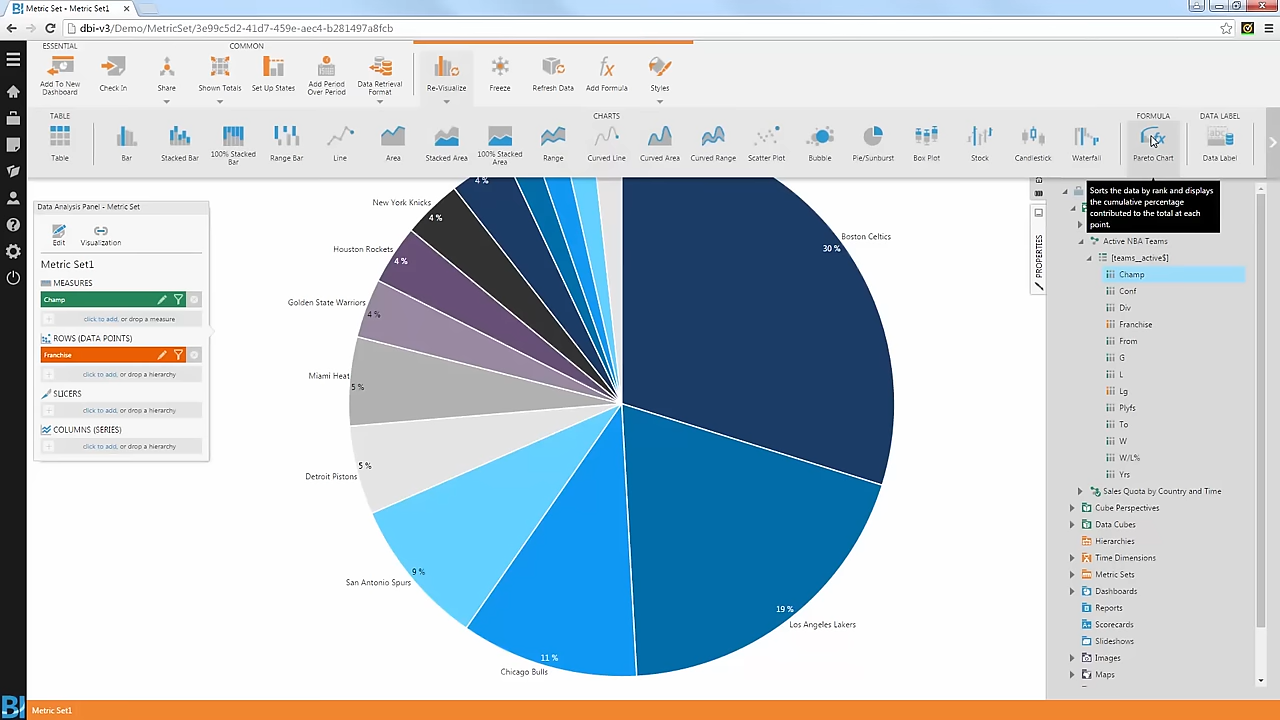 Metric Set - Metric Set1
dbi-v3/Demo/MetricSet/3e99c5d2-41d7-459e-aec4-b281497a8fcb
ESSENTIAL
COMMON
Add To New Dashboard
Check In
Share
Shown Totals
Set Up States
Add Period Over Period
Data Retrieval Format
Re-Visualize
Freeze
Refresh Data
Add Formula
Styles
TABLE
CHARTS
FORMULA
DATA LABEL
Table
Bar
Stacked Bar
100% Stacked Bar
Range Bar
Line
Area
Stacked Area
100% Stacked Area
Range
Curved Line
Curved Area
Curved Range
Scatter Plot
Bubble
Pie/Sunburst
Box Plot
Stock
Candlestick
Waterfall
Pareto Chart
Data Label
Sorts the data by rank and displays
the cumulative percentage
contributed to the total at each
point.
Data Analysis Panel - Metric Set
Edit
Visualization
Metric Set1
MEASURES
Champ
click to add, or drop a measure
ROWS (DATA POINTS)
Franchise
click to add, or drop a hierarchy
SLICERS
click to add, or drop a hierarchy
COLUMNS (SERIES)
click to add, or drop a hierarchy
4 %
New York Knicks
4 %
Houston Rockets
4 %
Golden State Warriors
4 %
Miami Heat
5 %
Detroit Pistons
5 %
San Antonio Spurs
9 %
Chicago Bulls
11 %
Los Angeles Lakers
19 %
Boston Celtics
30 %
PROPERTIES
Active NBA Teams
[teams__active$]
Champ
Conf
Div
Franchise
From
G
L
Lg
Plyfs
To
W
W/L%
Yrs
Sales Quota by Country and Time
Cube Perspectives
Data Cubes
Hierarchies
Time Dimensions
Metric Sets
Dashboards
Reports
Scorecards
Slideshows
Images
Maps
BI
Metric Set1